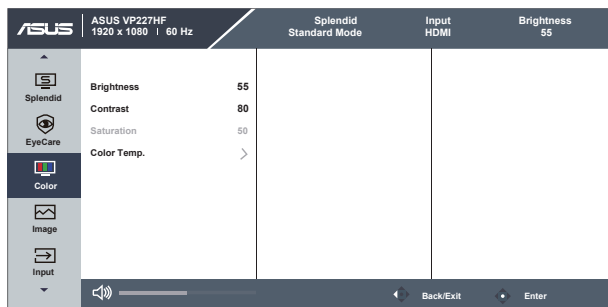 ASUS
ASUS VP227HF
1920 x 1080 | 60 Hz
Splendid
Standard Mode
Input
HDMI
Brightness
55
Splendid
EyeCare
Color
Image
Input
Brightness 55
Contrast 80
Saturation 50
Color Temp.
Back/Exit
Enter